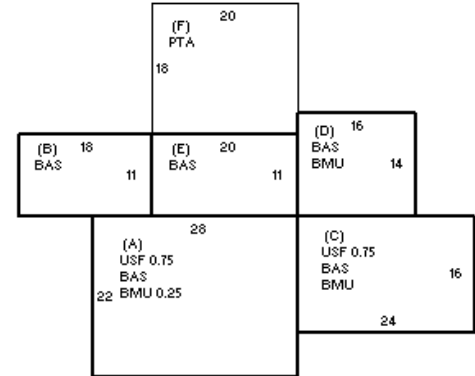 20
(F)
PTA
18
16
(D)
BAS
BMU
14
18
(B)
BAS
11
20
(E)
BAS
11
28
(A)
USF 0.75
BAS
BMU 0.25
22
(C)
USF 0.75
BAS
BMU
16
24